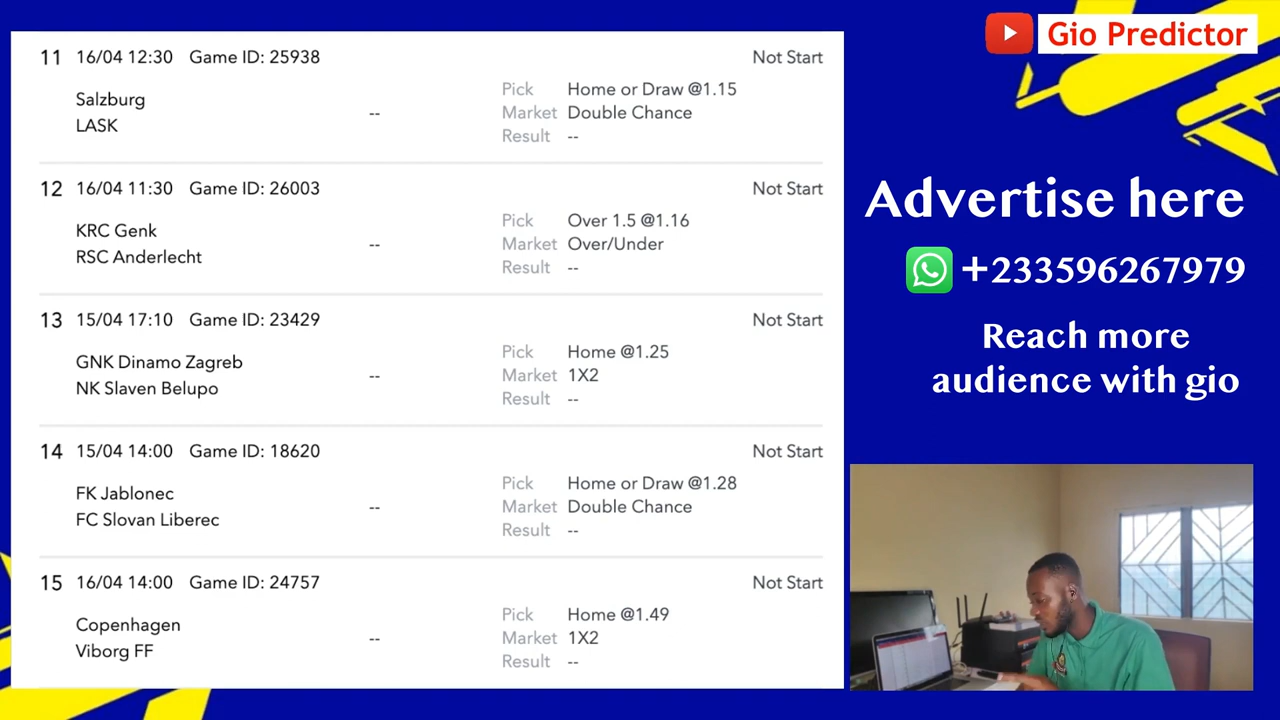 Gio Predictor
11 16/04 12:30 Game ID: 25938 Not Start
Salzburg
LASK
--
Pick Home or Draw @1.15
Market Double Chance
Result --
12 16/04 11:30 Game ID: 26003 Not Start
KRC Genk
RSC Anderlecht
--
Pick Over 1.5 @1.16
Market Over/Under
Result --
13 15/04 17:10 Game ID: 23429 Not Start
GNK Dinamo Zagreb
NK Slaven Belupo
--
Pick Home @1.25
Market 1X2
Result --
14 15/04 14:00 Game ID: 18620 Not Start
FK Jablonec
FC Slovan Liberec
--
Pick Home or Draw @1.28
Market Double Chance
Result --
15 16/04 14:00 Game ID: 24757 Not Start
Copenhagen
Viborg FF
--
Pick Home @1.49
Market 1X2
Result --
Advertise here
+233596267979
Reach more
audience with gio